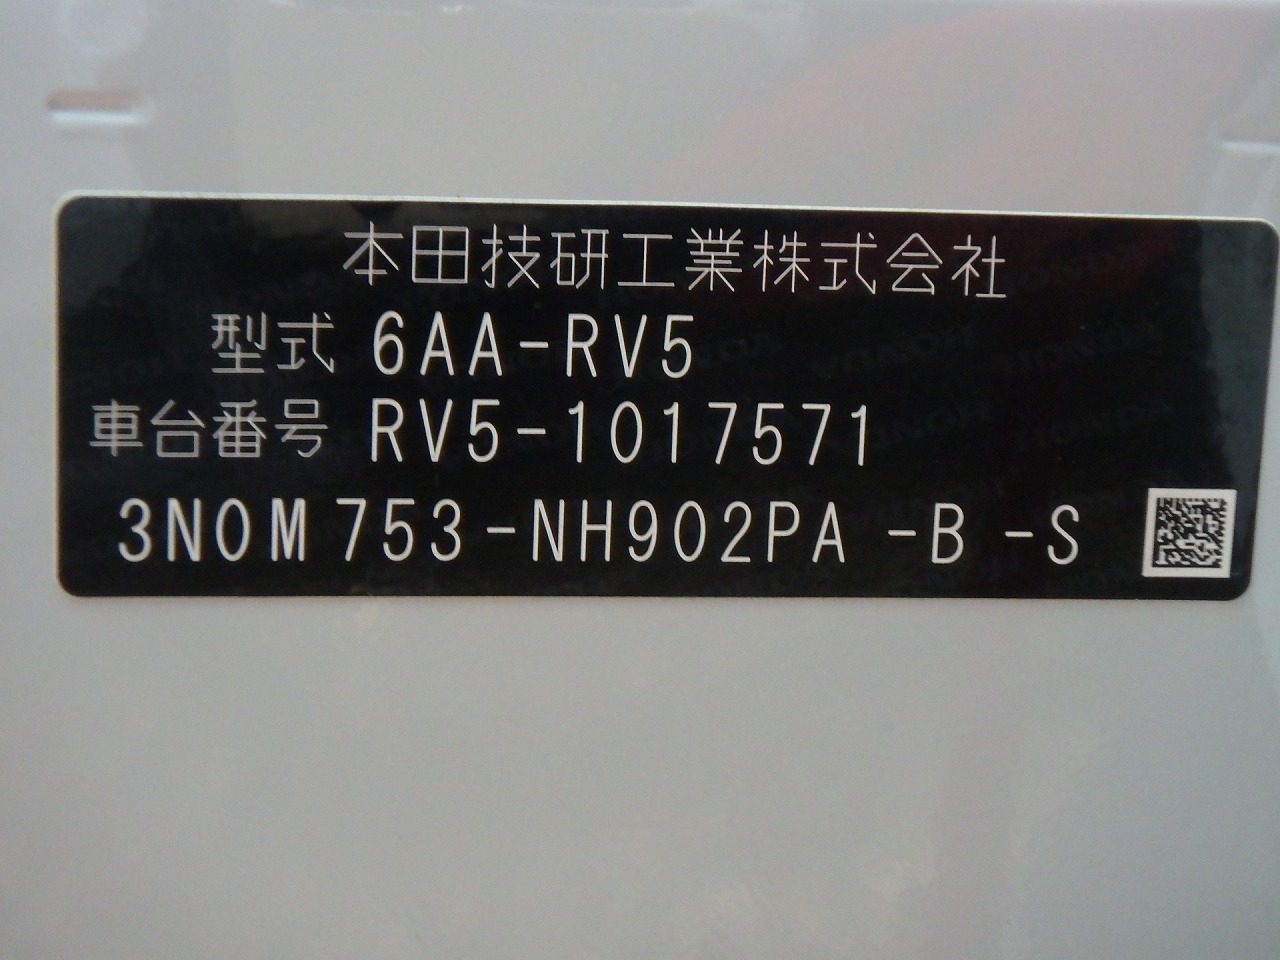 本田技研工業株式会社
型式 6AA-RV5
車台番号 RV5-1017571
3N0M753-NH902PA -B -S